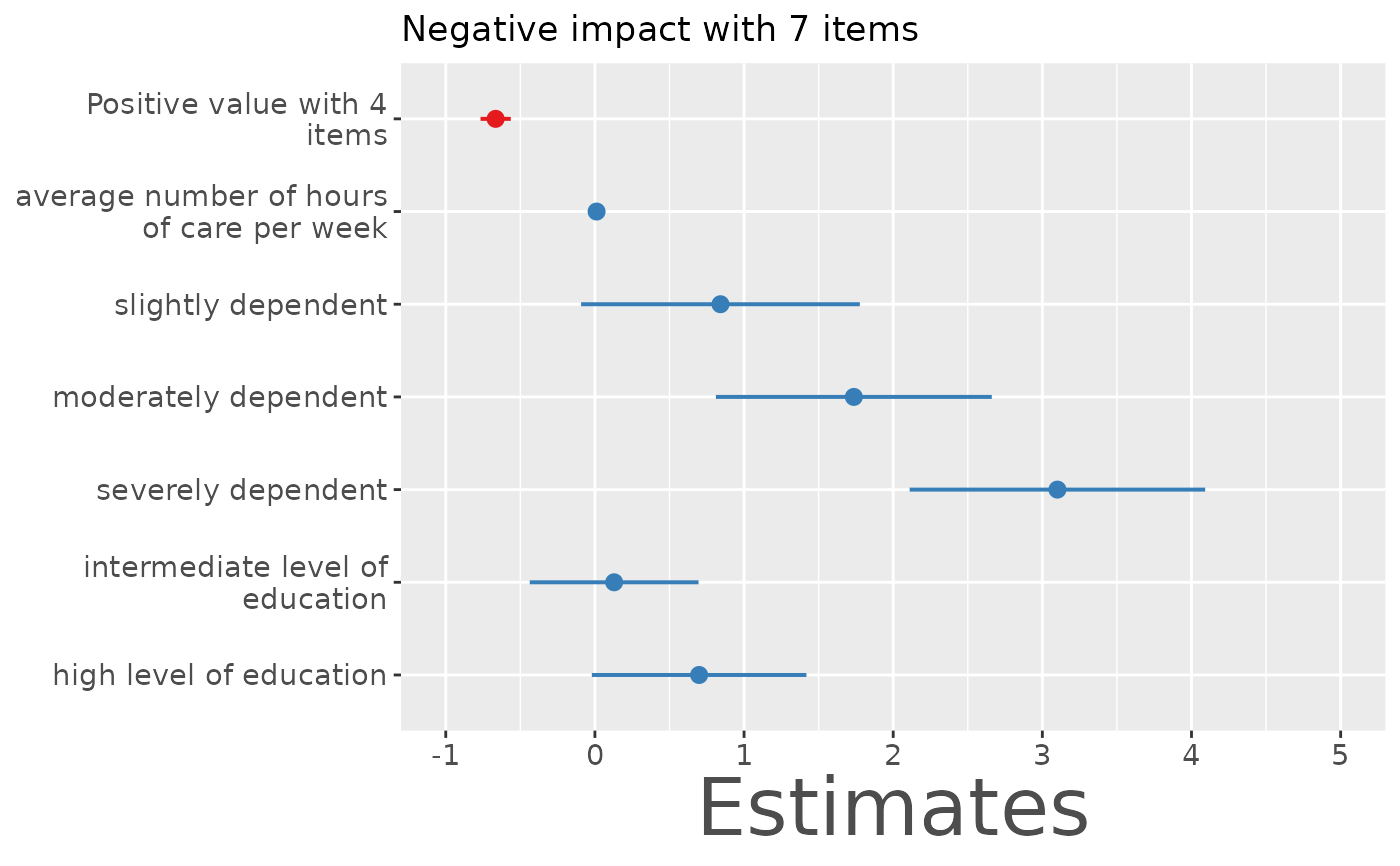 Negative impact with 7 items
Positive value with 4
items
average number of hours
of care per week
slightly dependent
moderately dependent
severely dependent
intermediate level of
education
high level of education
-1 0 1 2 3 4 5
Estimates